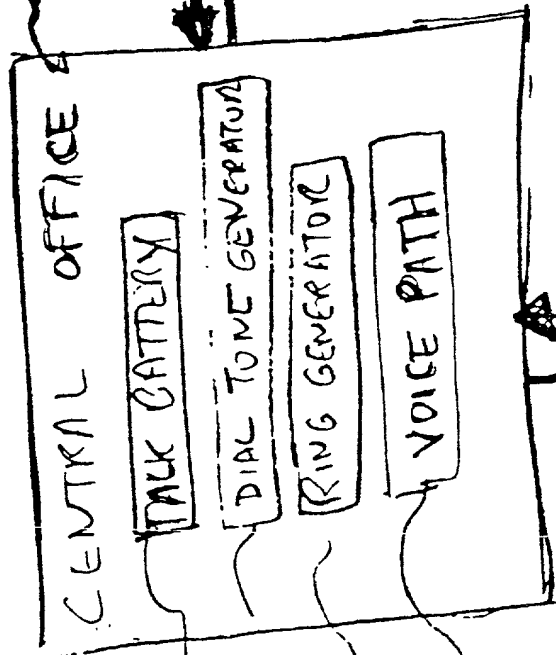 CENTRAL OFFICE
TALK BATTERY
DIAL TONE GENERATOR
RING GENERATOR
VOICE PATH